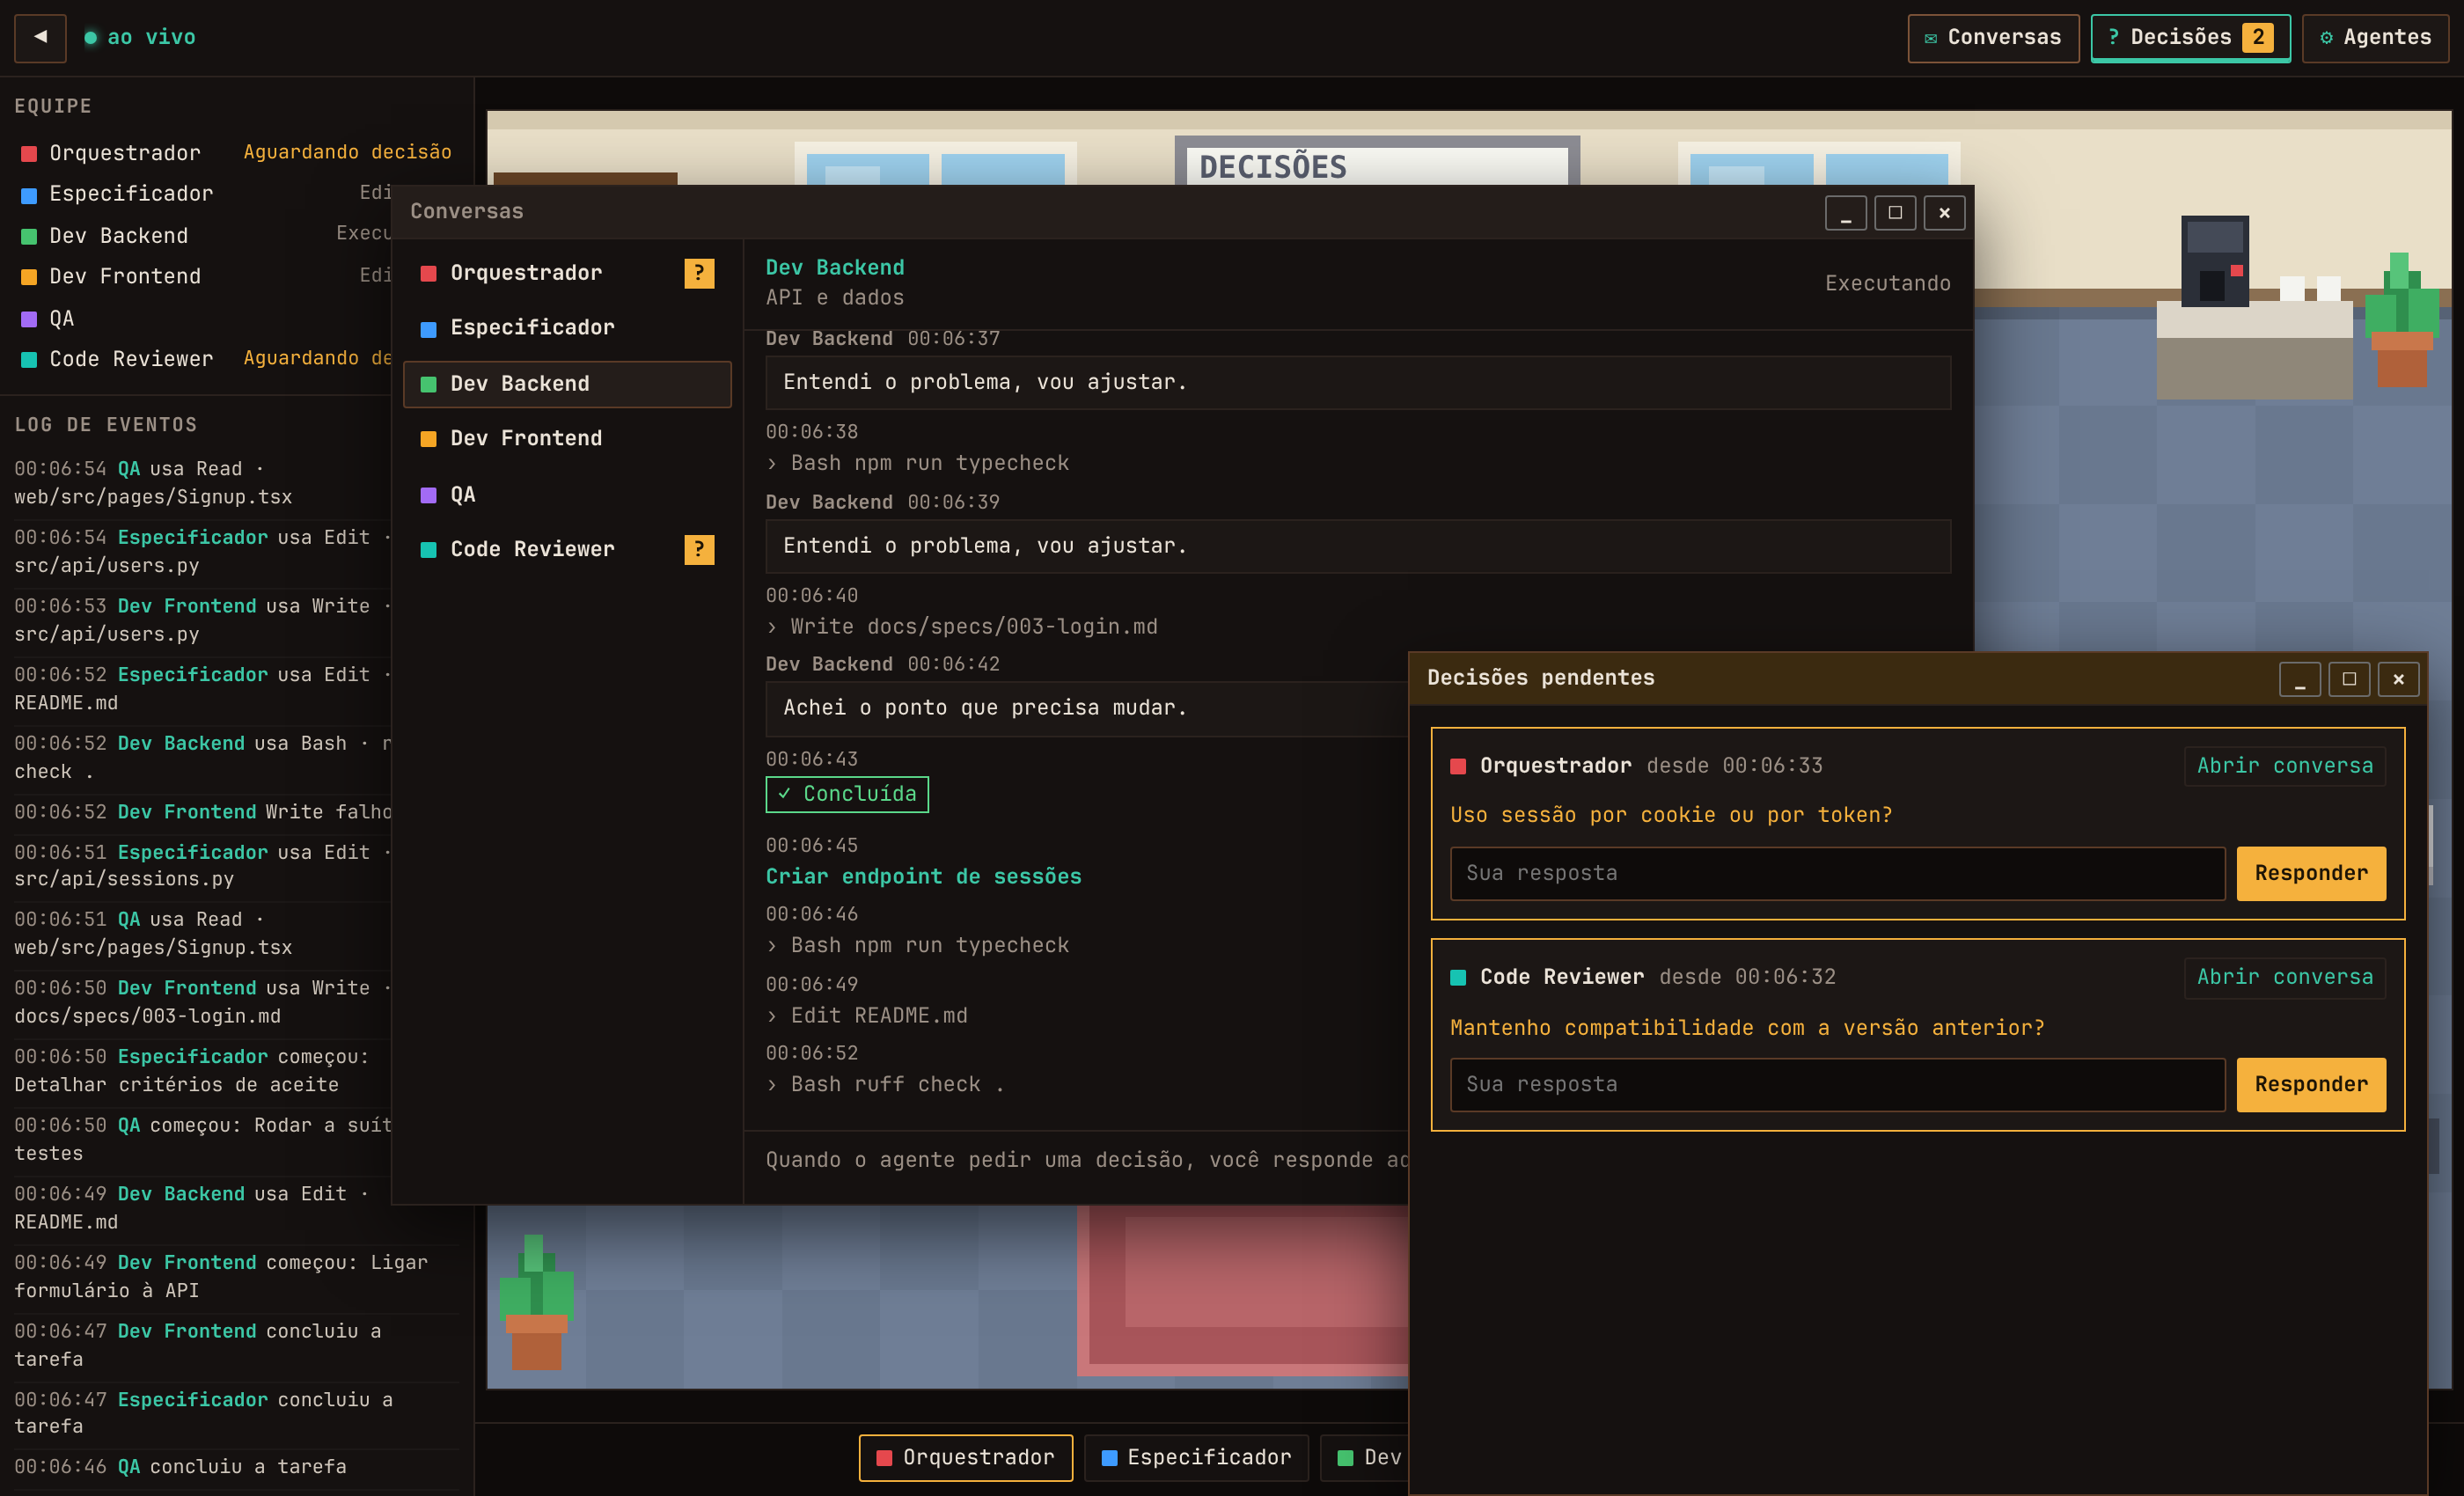 ◀ ● ao vivo
✉ Conversas
? Decisões 2
⚙ Agentes
EQUIPE
Orquestrador Aguardando decisão
Especificador
Dev Backend
Dev Frontend
QA
Code Reviewer Aguardando
LOG DE EVENTOS
00:06:54 QA usa Read ·
web/src/pages/Signup.tsx
00:06:54 Especificador usa Edit ·
src/api/users.py
00:06:53 Dev Frontend usa Write ·
src/api/users.py
00:06:52 Especificador usa Edit ·
README.md
00:06:52 Dev Backend usa Bash ·
check .
00:06:52 Dev Frontend Write
00:06:51 Especificador usa Edit ·
src/api/sessions.py
00:06:51 QA usa Read ·
web/src/pages/Signup.tsx
00:06:50 Dev Frontend usa Write ·
docs/specs/003-login.md
00:06:50 Especificador começou:
Detalhar critérios de aceite
00:06:50 QA começou: Rodar a
testes
00:06:49 Dev Backend usa Edit ·
README.md
00:06:49 Dev Frontend começou: Ligar
formulário à API
00:06:47 Dev Frontend concluiu a
tarefa
00:06:47 Especificador concluiu a
tarefa
00:06:46 QA concluiu a tarefa
DECISÕES
Conversas
_ □ ×
Orquestrador ?
Especificador
Dev Backend
Dev Frontend
QA
Code Reviewer ?
Dev Backend
API e dados
Executando
Dev Backend 00:06:37
Entendi o problema, vou ajustar.
00:06:38
› Bash npm run typecheck
Dev Backend 00:06:39
Entendi o problema, vou ajustar.
00:06:40
› Write docs/specs/003-login.md
Dev Backend 00:06:42
Achei o ponto que precisa mudar.
00:06:43
✓ Concluída
00:06:45
Criar endpoint de sessões
00:06:46
› Bash npm run typecheck
00:06:49
› Edit README.md
00:06:52
› Bash ruff check .
Quando o agente pedir uma decisão, você responde
Decisões pendentes
_ □ ×
Orquestrador desde 00:06:33 Abrir conversa
Uso sessão por cookie ou por token?
Sua resposta Responder
Code Reviewer desde 00:06:32 Abrir conversa
Mantenho compatibilidade com a versão anterior?
Sua resposta Responder
Orquestrador
Especificador
Dev